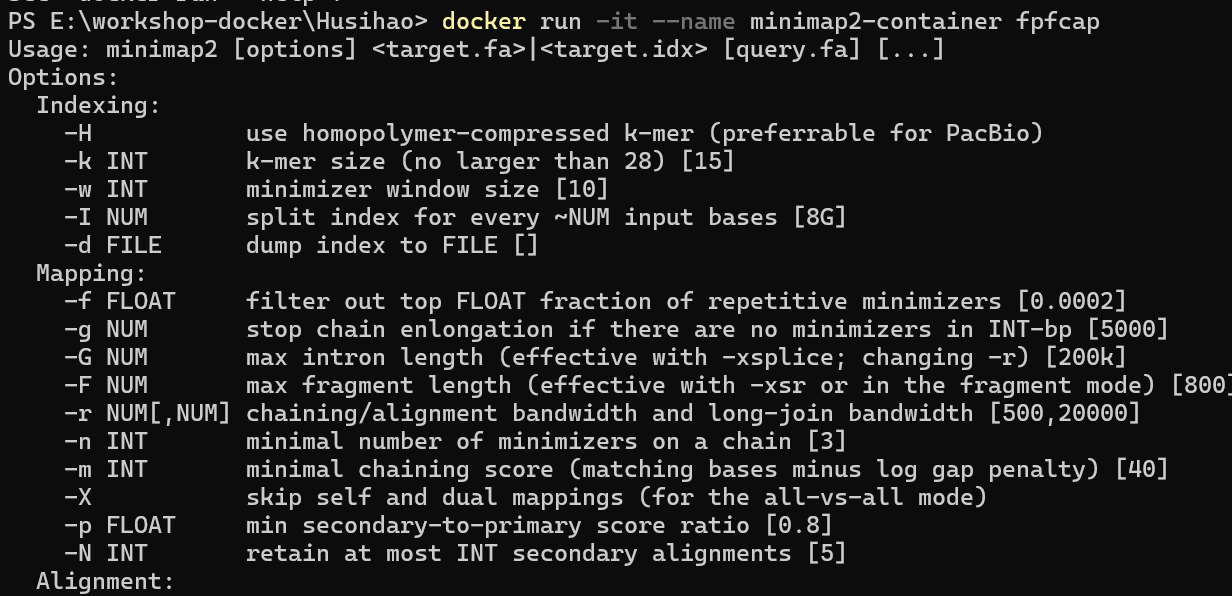 PS E:\workshop-docker\Husihao> docker run -it --name minimap2-container fpfcap
Usage: minimap2 [options] <target.fa>|<target.idx> [query.fa] [...]
Options:
  Indexing:
    -H           use homopolymer-compressed k-mer (preferrable for PacBio)
    -k INT       k-mer size (no larger than 28) [15]
    -w INT       minimizer window size [10]
    -I NUM       split index for every ~NUM input bases [8G]
    -d FILE      dump index to FILE []
  Mapping:
    -f FLOAT     filter out top FLOAT fraction of repetitive minimizers [0.0002]
    -g NUM       stop chain enlongation if there are no minimizers in INT-bp [5000]
    -G NUM       max intron length (effective with -xsplice; changing -r) [200k]
    -F NUM       max fragment length (effective with -xsr or in the fragment mode) [800]
    -r NUM[,NUM] chaining/alignment bandwidth and long-join bandwidth [500,20000]
    -n INT       minimal number of minimizers on a chain [3]
    -m INT       minimal chaining score (matching bases minus log gap penalty) [40]
    -X           skip self and dual mappings (for the all-vs-all mode)
    -p FLOAT     min secondary-to-primary score ratio [0.8]
    -N INT       retain at most INT secondary alignments [5]
  Alignment: